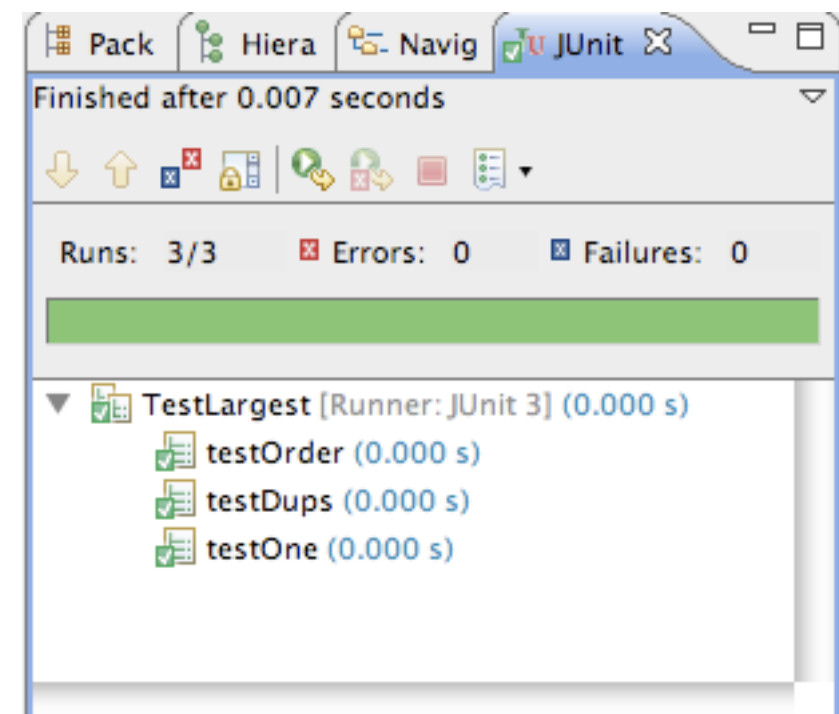 Pack Hiera Navig JUnit
Finished after 0.007 seconds
Runs: 3/3 Errors: 0 Failures: 0
TestLargest [Runner: JUnit 3] (0.000 s)
testOrder (0.000 s)
testDups (0.000 s)
testOne (0.000 s)